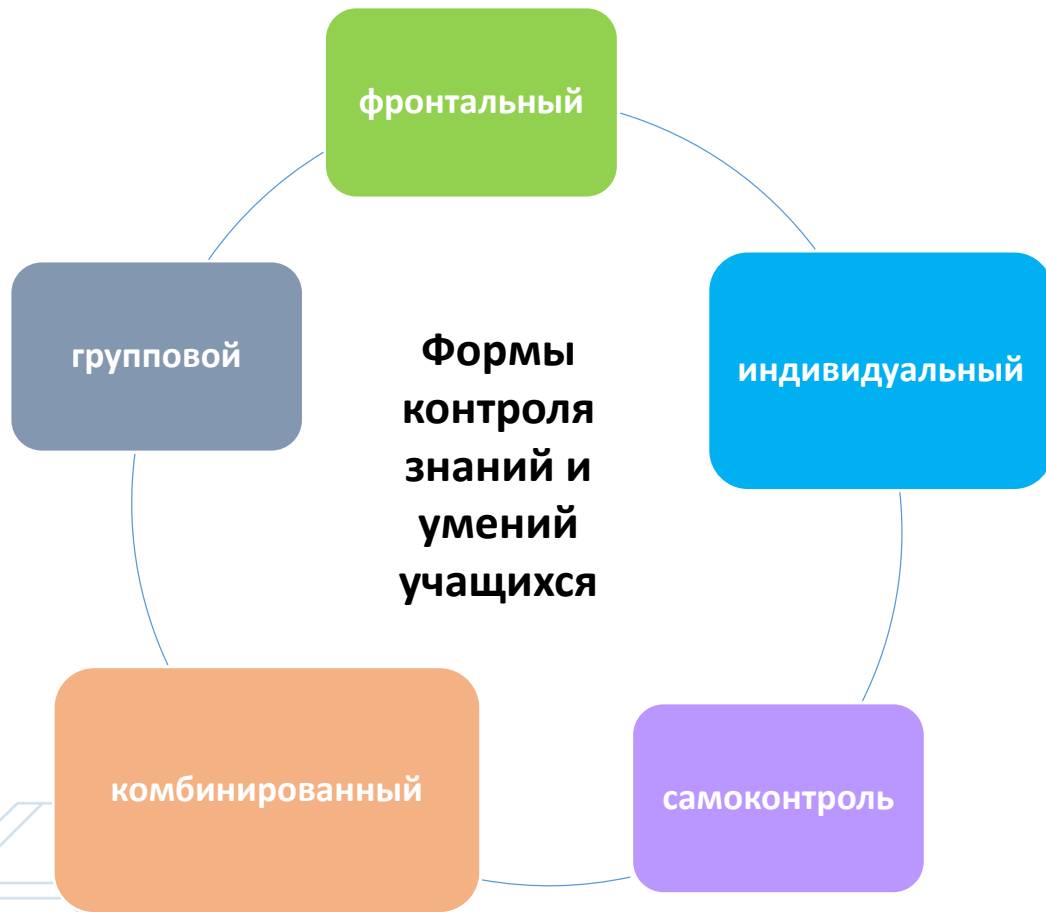 фронтальный
индивидуальный
самоконтроль
комбинированный
групповой
Формы
контроля
знаний и
умений
учащихся